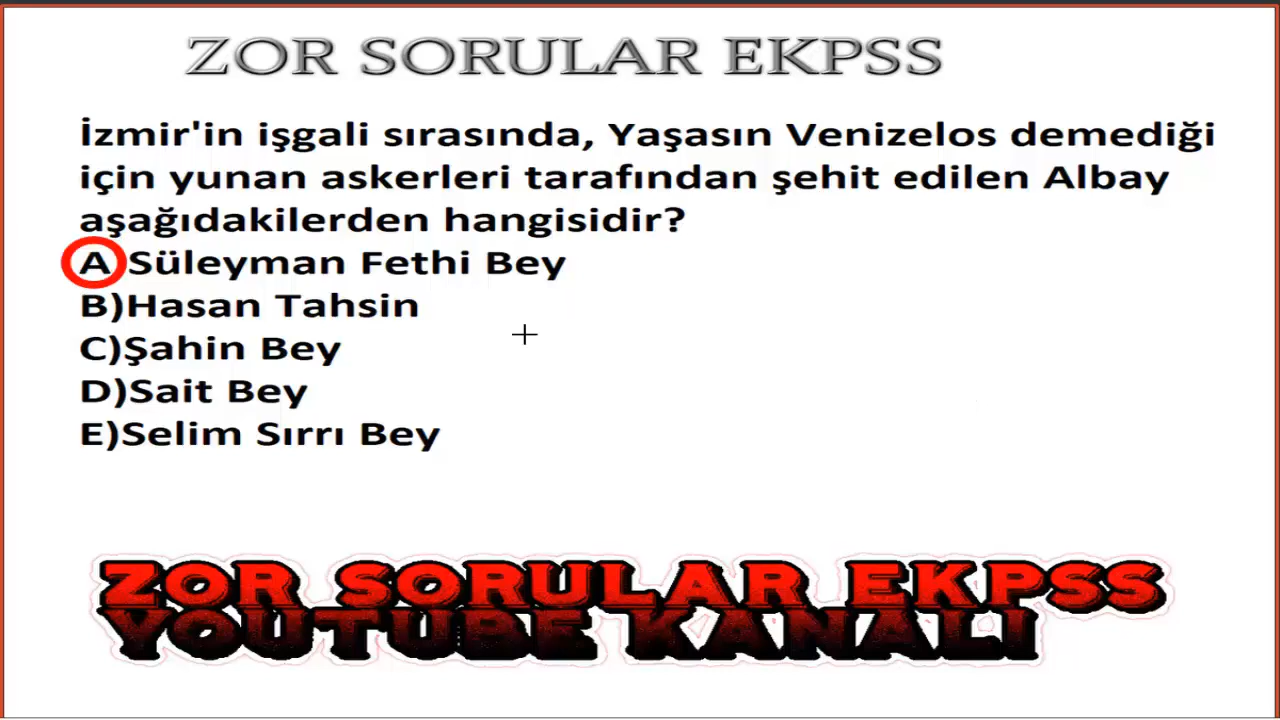 ZOR SORULAR EKPSS
İzmir'in işgali sırasında, Yaşasın Venizelos demediği
için yunan askerleri tarafından şehit edilen Albay
aşağıdakilerden hangisidir?
A Süleyman Fethi Bey
B)Hasan Tahsin
C)Şahin Bey
D)Sait Bey
E)Selim Sırrı Bey
ZOR SORULAR EKPSS
YOUTUBE KANALI